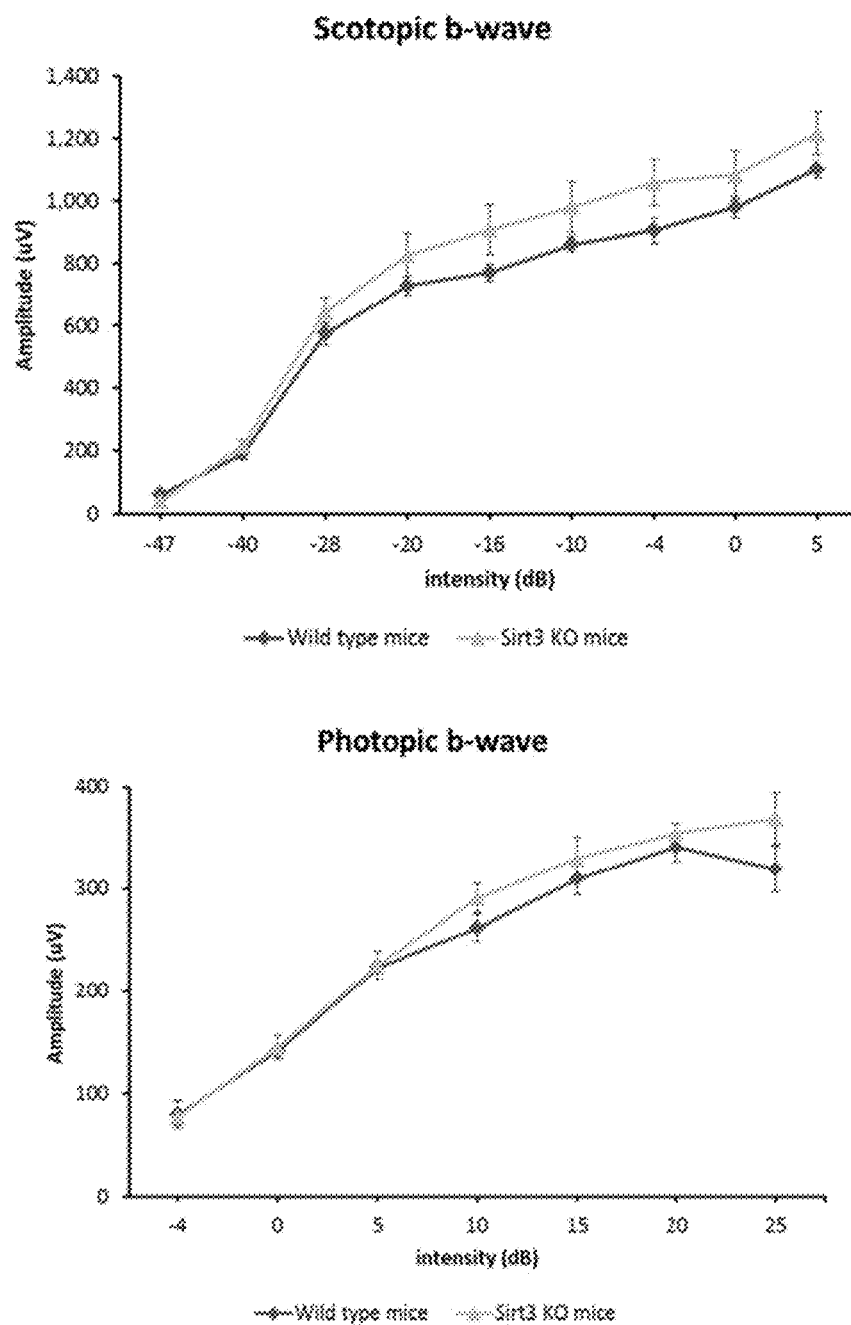 Scotopic b-wave
1,400
1,200
1,000
800
600
400
200
0
Amplitude (uV)
-47 -40 -28 -20 -16 -10 -4 0 5
intensity (dB)
Wild type mice Sirt3 KO mice
Photopic b-wave
400
300
200
100
0
Amplitude (uV)
-4 0 5 10 15 20 25
intensity (dB)
Wild type mice Sirt3 KO mice